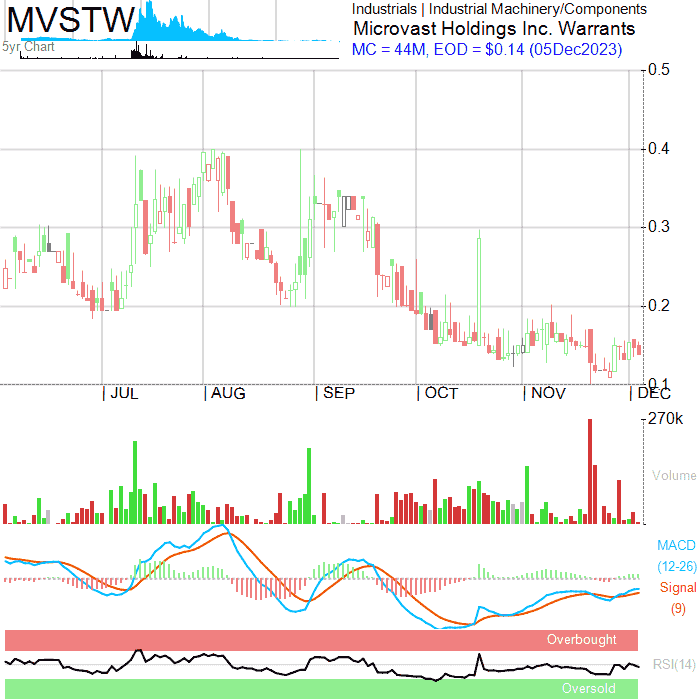 MVSTW
5yr Chart
Industrials | Industrial Machinery/Components
Microvast Holdings Inc. Warrants
MC = 44M, EOD = $0.14 (05Dec2023)
0.5
0.4
0.3
0.2
0.1
| JUL | AUG | SEP | OCT | NOV | DEC
270k
Volume
MACD
(12-26)
Signal
(9)
Overbought
RSI(14)
Oversold